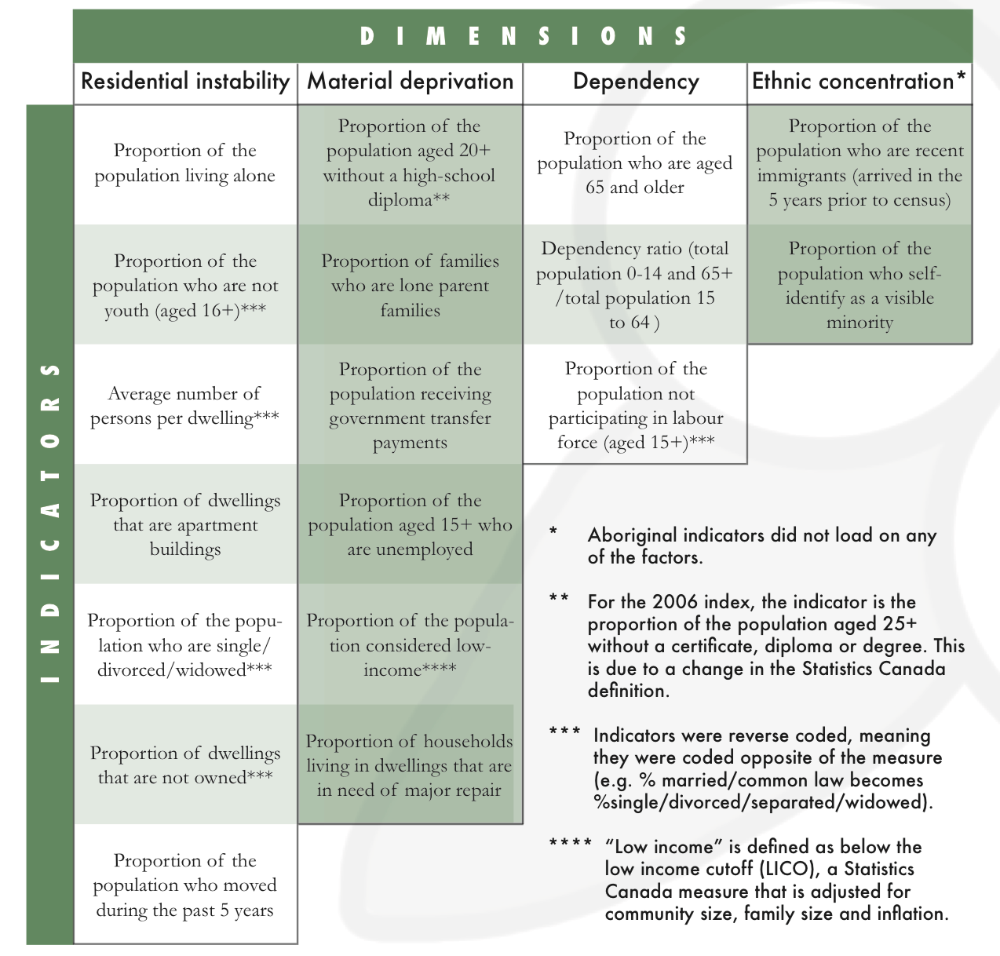 DIMENSIONS
Residential instability
Material deprivation
Dependency
Ethnic concentration*
INDICATORS
Proportion of the
population living alone
Proportion of the
population aged 20+
without a high-school
diploma**
Proportion of the
population who are aged
65 and older
Proportion of the
population who are recent
immigrants (arrived in the
5 years prior to census)
Proportion of the
population who are not
youth (aged 16+)***
Proportion of families
who are lone parent
families
Dependency ratio (total
population 0-14 and 65+
/total population 15
to 64 )
Proportion of the
population who self-
identify as a visible
minority
Average number of
persons per dwelling***
Proportion of the
population receiving
government transfer
payments
Proportion of the
population not
participating in labour
force (aged 15+)***
Proportion of dwellings
that are apartment
buildings
Proportion of the
population aged 15+ who
are unemployed
Proportion of the popu-
lation who are single/
divorced/widowed***
Proportion of the popula-
tion considered low-
income****
Proportion of dwellings
that are not owned***
Proportion of households
living in dwellings that are
in need of major repair
Proportion of the
population who moved
during the past 5 years
* Aboriginal indicators did not load on any
of the factors.
** For the 2006 index, the indicator is the
proportion of the population aged 25+
without a certificate, diploma or degree. This
is due to a change in the Statistics Canada
definition.
*** Indicators were reverse coded, meaning
they were coded opposite of the measure
(e.g. % married/common law becomes
%single/divorced/separated/widowed).
**** “Low income” is defined as below the
low income cutoff (LICO), a Statistics
Canada measure that is adjusted for
community size, family size and inflation.